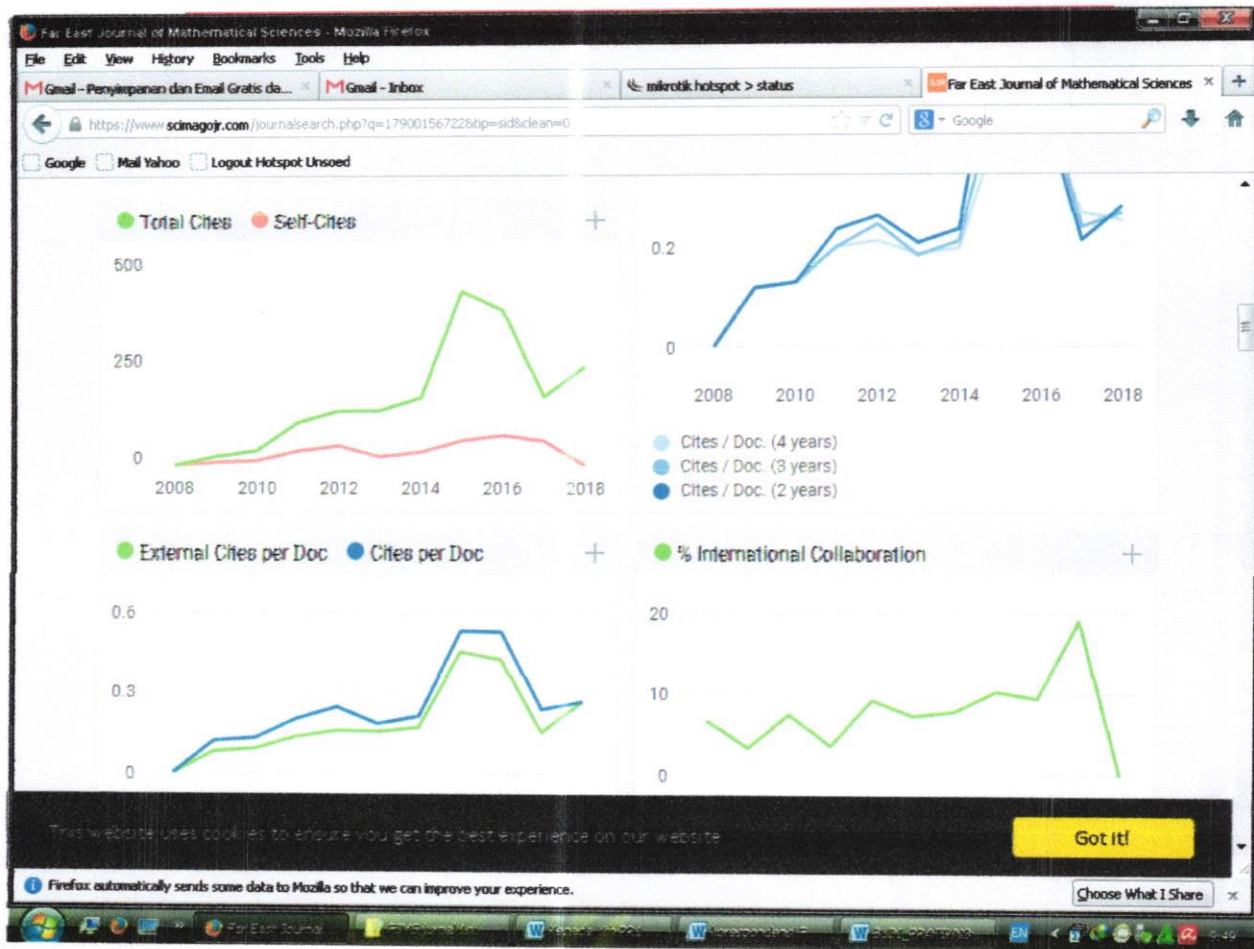 Far East Journal of Mathematical Sciences - Mozilla Firefox
File Edit View History Bookmarks Tools Help
Gmail - Penyimpanan dan Email Gratis da...
Gmail - Inbox
mikrotik hotspot > status
Far East Journal of Mathematical Sciences
https://www.scimagojr.com/journalsearch.php?q=17900156722&tip=sid&clean=0
Google
Google Mail Yahoo Logout Hotspot Unsoed
Total Cites Self-Cites
500
250
0
2008 2010 2012 2014 2016 2018
0.2
0
2008 2010 2012 2014 2016 2018
Cites / Doc. (4 years)
Cites / Doc. (3 years)
Cites / Doc. (2 years)
External Cites per Doc Cites per Doc
0.6
0.3
0
% International Collaboration
20
10
0
This website uses cookies to ensure you get the best experience on our website
Got it!
Firefox automatically sends some data to Mozilla so that we can improve your experience.
Choose What I Share
Far East Journal
EN